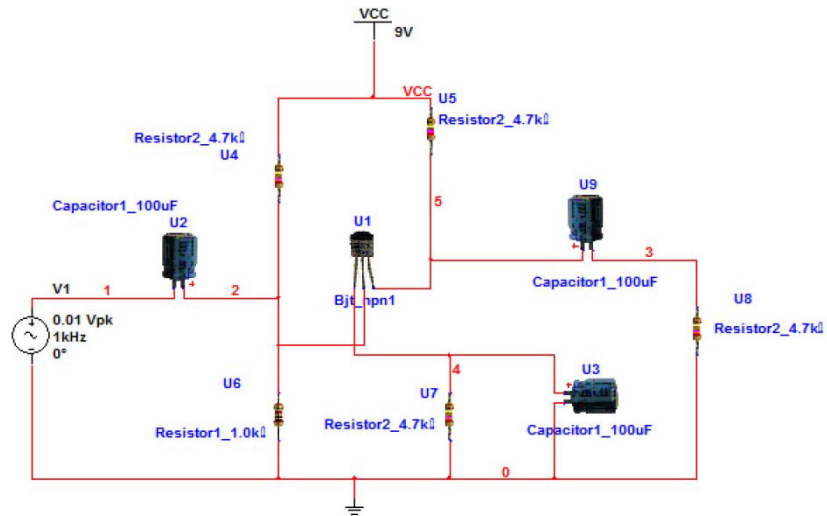 VCC
9V
VCC
U5
Resistor2_4.7kΩ
Resistor2_4.7kΩ
U4
5
U9
Capacitor1_100uF
U2
U1
3
V1
1
2
Bjt_npn1
Capacitor1_100uF
U8
0.01 Vpk
1kHz
0°
Resistor2_4.7kΩ
U6
4
U7
U3
Resistor1_1.0kΩ
Resistor2_4.7kΩ
Capacitor1_100uF
0